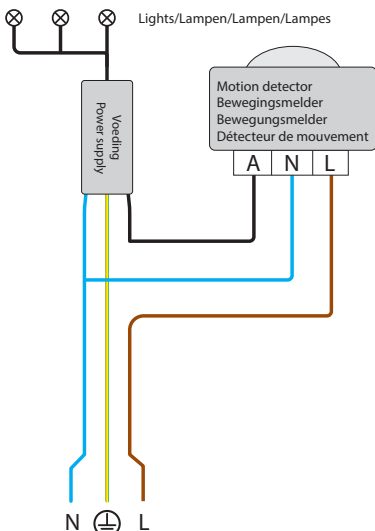 Lights/Lampen/Lampen/Lampes
Voeding
Power supply
Motion detector
Bewegingsmelder
Bewegungsmelder
Détecteur de mouvement
A N L
N L